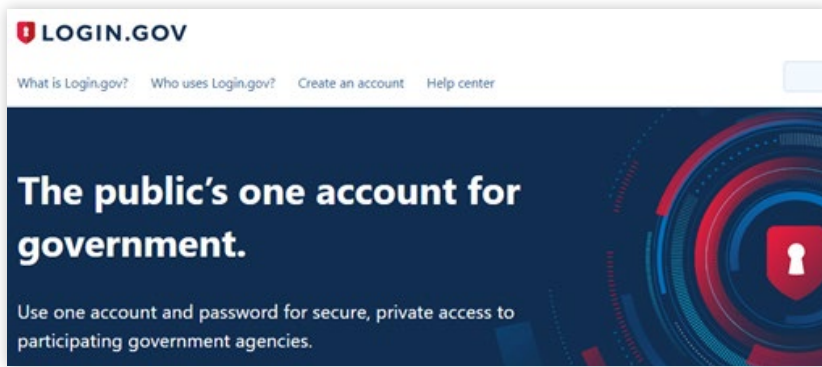 LOGIN.GOV
What is Login.gov? Who uses Login.gov? Create an account Help center
The public's one account for
government.
Use one account and password for secure, private access to
participating government agencies.